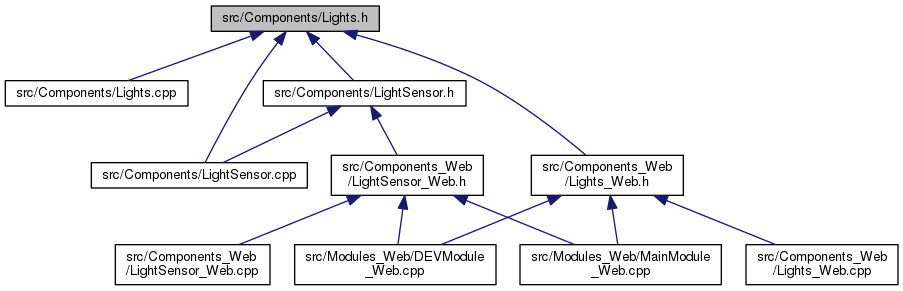 src/Components/Lights.h
src/Components/Lights.cpp
src/Components/LightSensor.h
src/Components/LightSensor.cpp
src/Components_Web
/LightSensor_Web.h
src/Components_Web
/Lights_Web.h
src/Components_Web
/LightSensor_Web.cpp
src/Modules_Web/DEVModule
_Web.cpp
src/Modules_Web/MainModule
_Web.cpp
src/Components_Web
/Lights_Web.cpp